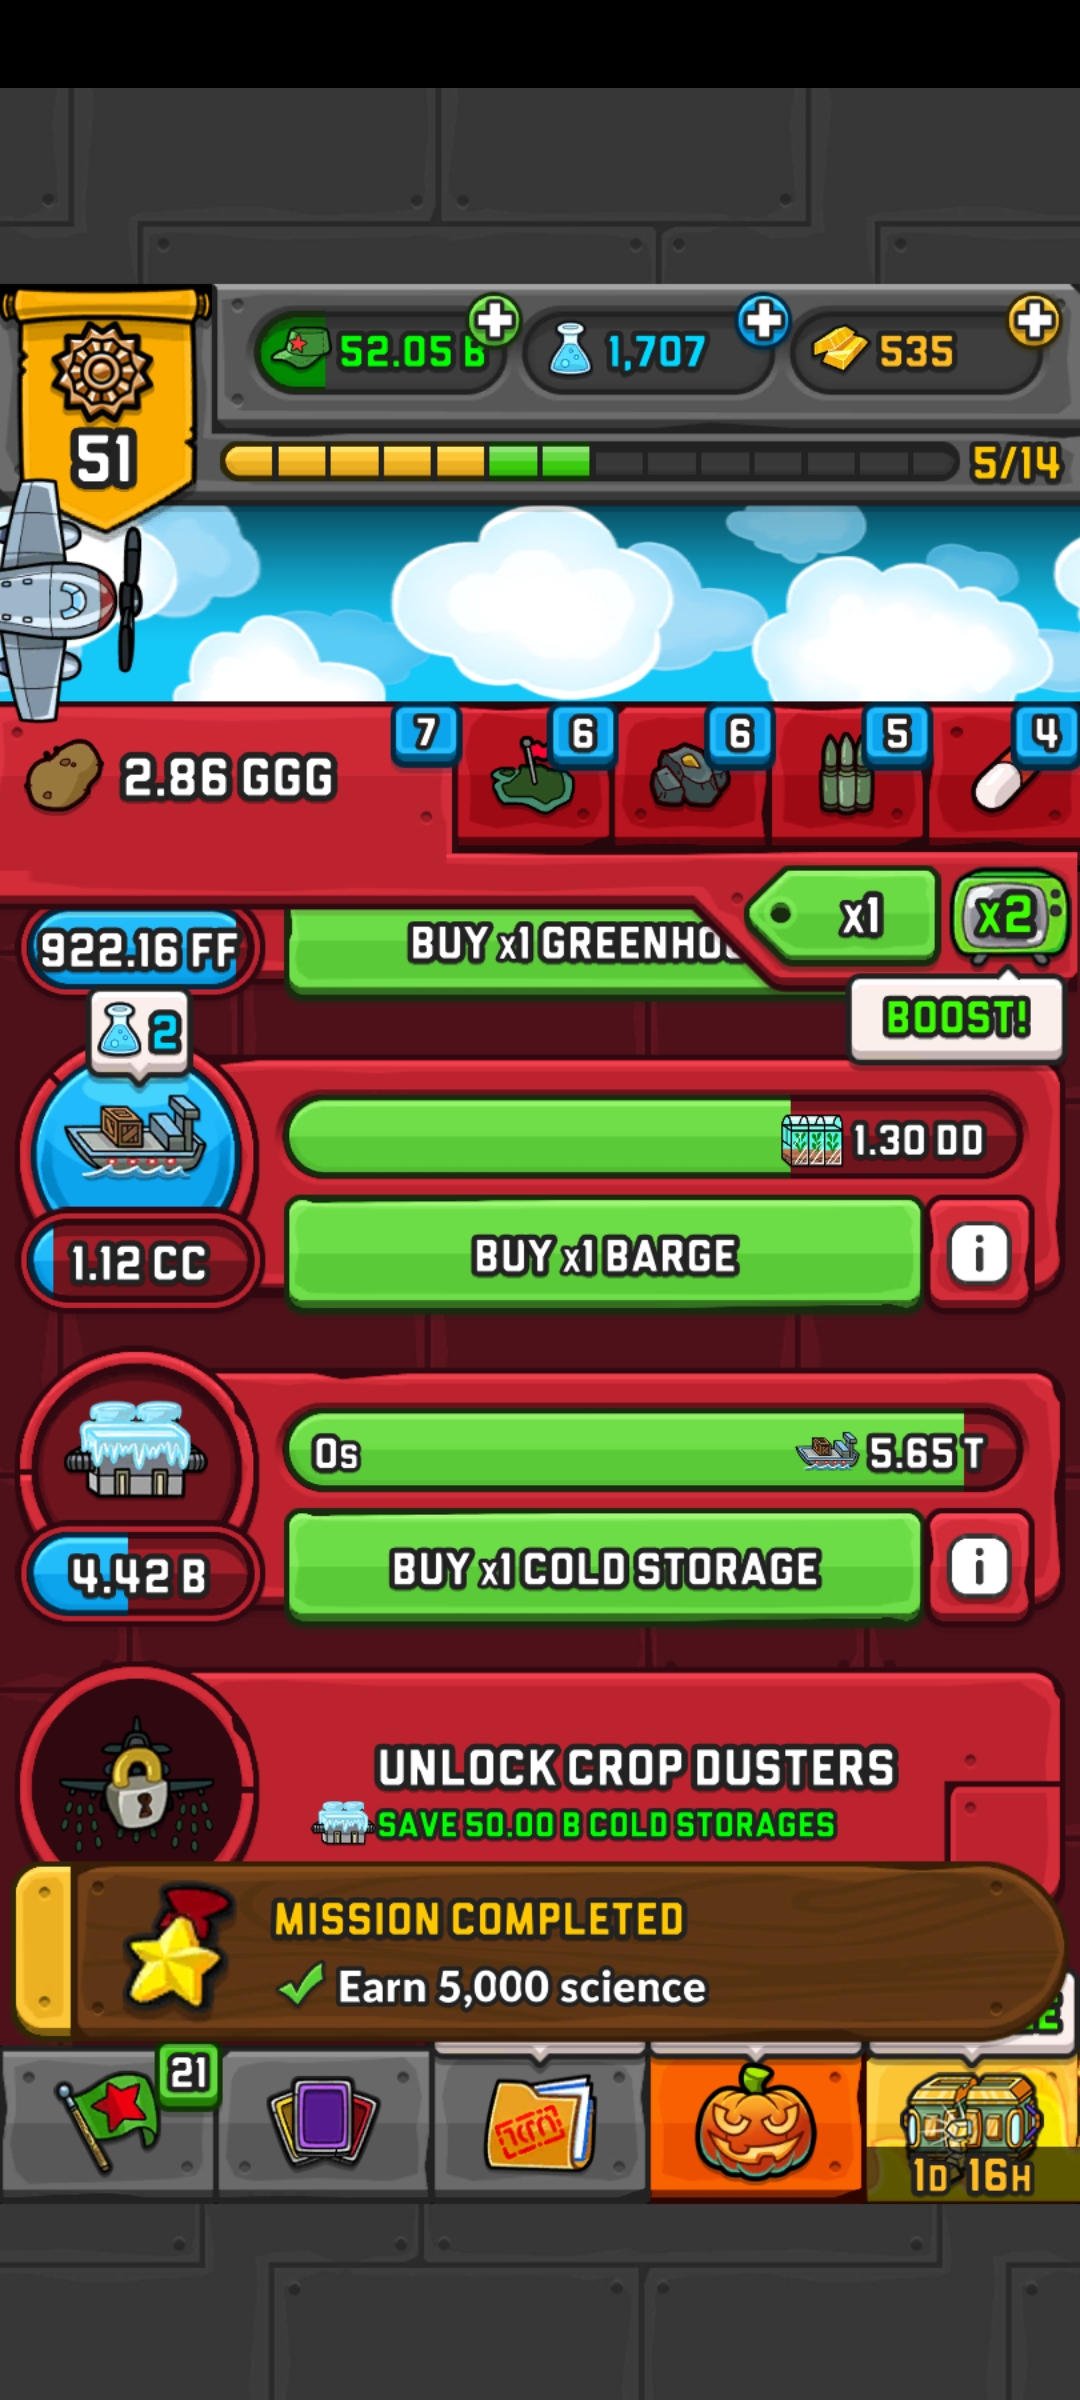 52.05 B
1,707
535
51
5/14
7
6
6
5
4
2.86 GGG
x1
x2
922.16 FF
BUY x1 GREENHO
BOOST!
2
1.30 DD
1.12 CC
BUY x1 BARGE
i
0s
5.65 T
4.42 B
BUY x1 COLD STORAGE
i
UNLOCK CROP DUSTERS
SAVE 50.00 B COLD STORAGES
MISSION COMPLETED
Earn 5,000 science
21
1D 16H